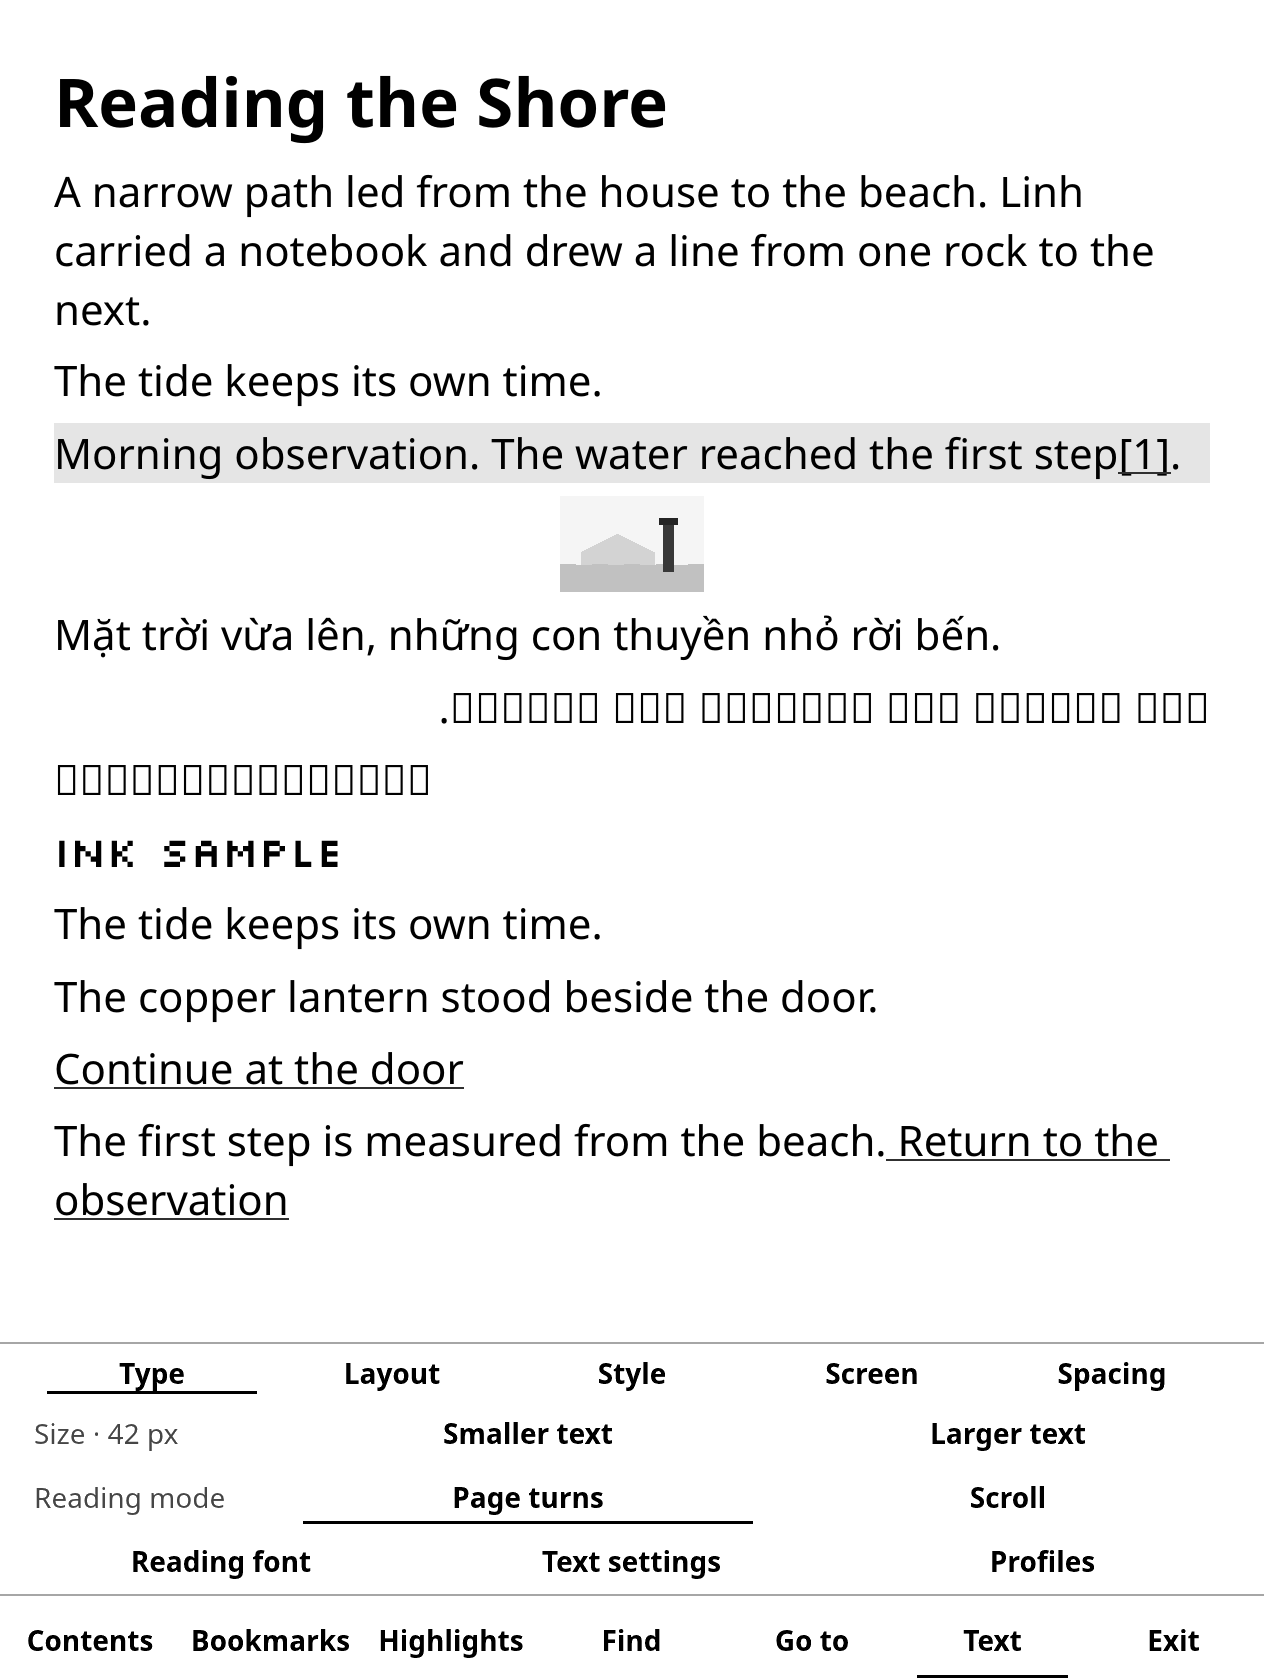 Reading the Shore
A narrow path led from the house to the beach. Linh
carried a notebook and drew a line from one rock to the
next.
The tide keeps its own time.
Morning observation. The water reached the first step[1].
Mặt trời vừa lên, những con thuyền nhỏ rời bến.
INK SAMPLE
The tide keeps its own time.
The copper lantern stood beside the door.
Continue at the door
The first step is measured from the beach. Return to the
observation
Type Layout Style Screen Spacing
Size · 42 px Smaller text Larger text
Reading mode Page turns Scroll
Reading font Text settings Profiles
Contents Bookmarks Highlights Find Go to Text Exit